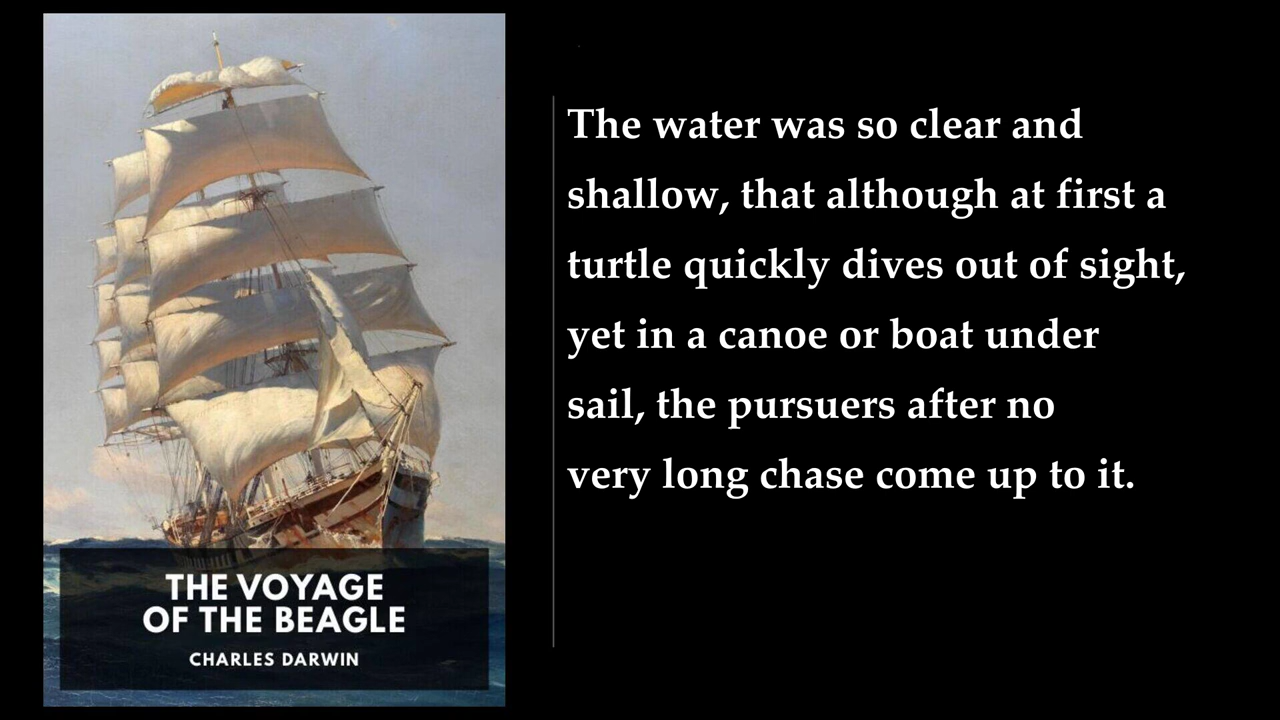 THE VOYAGE
OF THE BEAGLE
CHARLES DARWIN
The water was so clear and
shallow, that although at first a
turtle quickly dives out of sight,
yet in a canoe or boat under
sail, the pursuers after no
very long chase come up to it.